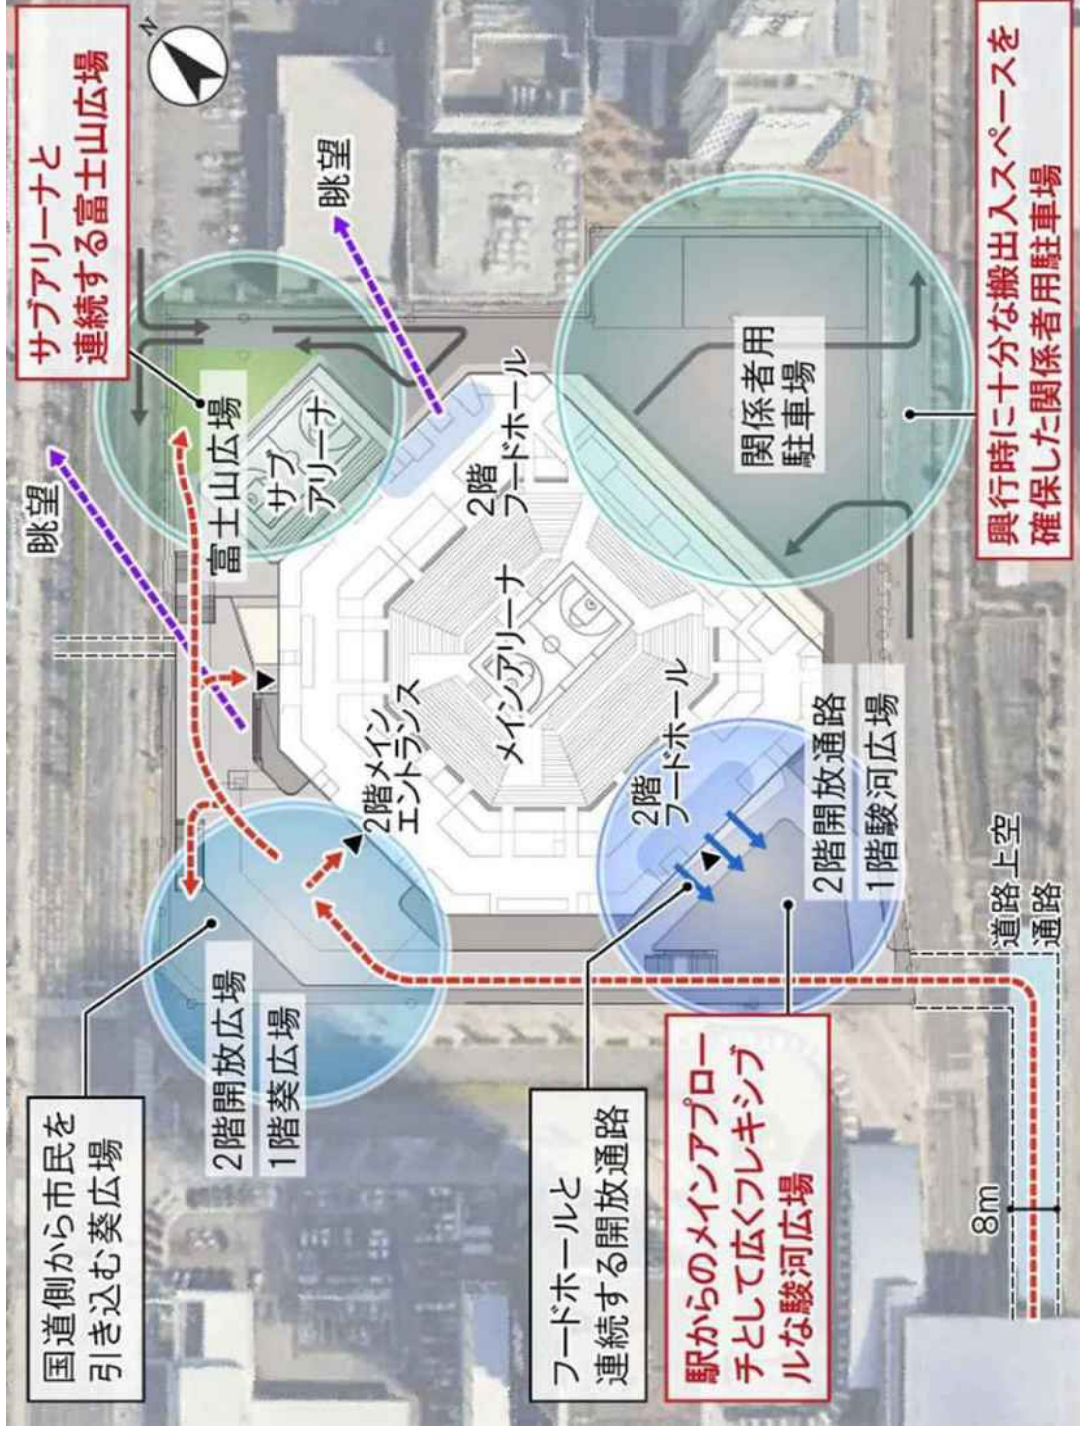 国道側から市民を
引き込む葵広場
2階開放広場
1階葵広場
眺望
富士山広場
サブ
アリーナ
サブアリーナと
連続する富士山広場
N
眺望
2階メイン
エントランス
メインアリーナ
2階
フードホール
2階
フードホール
フードホールと
連続する開放通路
駅からのメインアプロー
チとして広くフレキシブ
ルな駿河広場
2階開放通路
1階駿河広場
関係者用
駐車場
道路上空
通路
8m
興行時に十分な搬出入スペースを
確保した関係者用駐車場